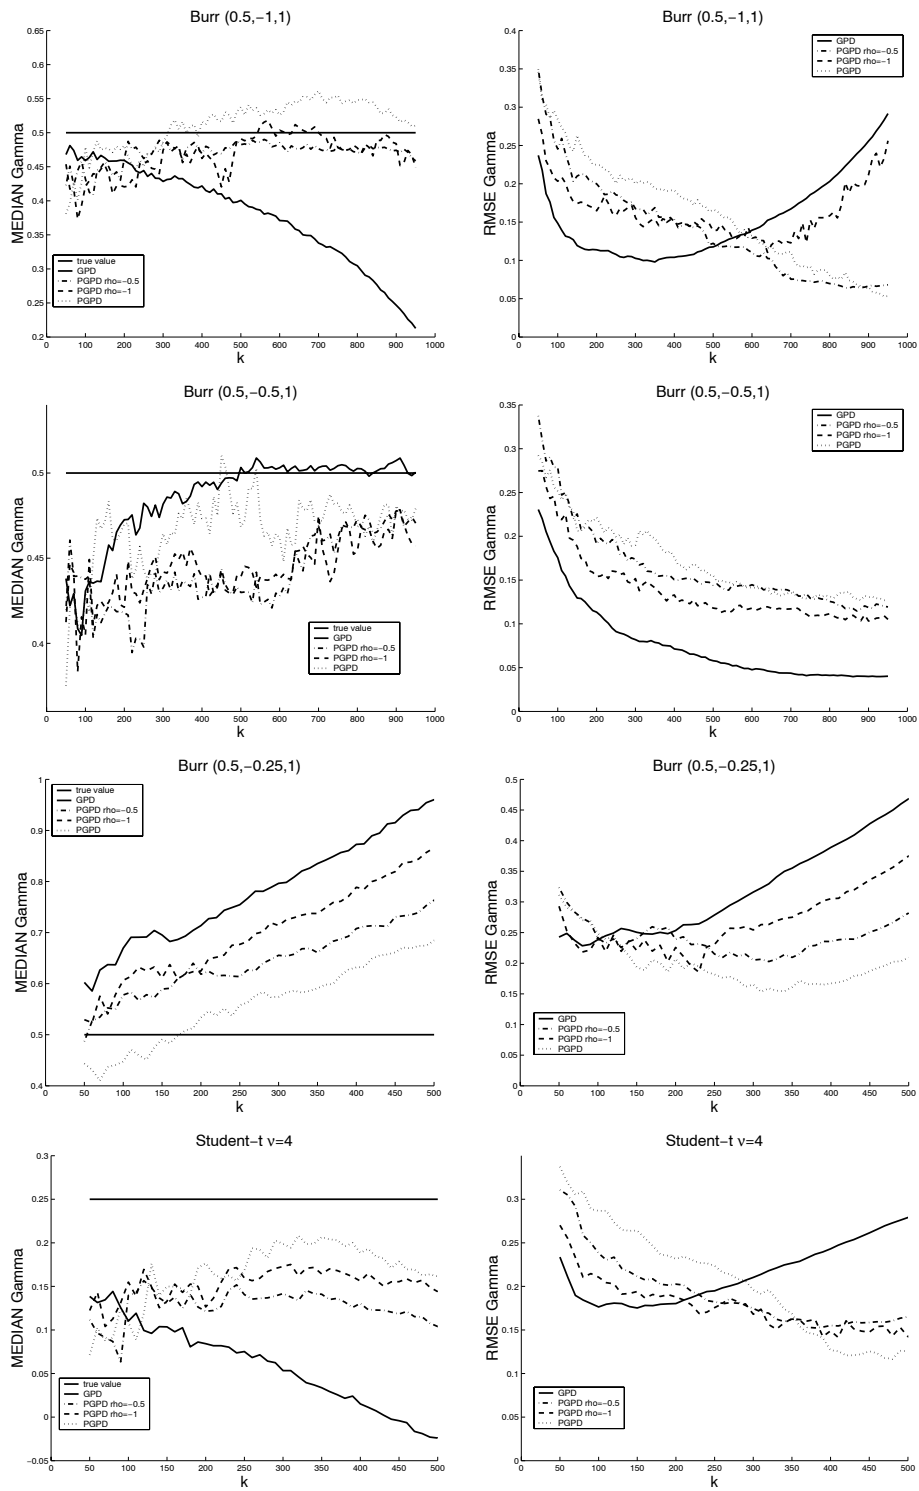 Burr (0.5,−1,1)
MEDIAN Gamma
0.65
0.6
0.55
0.5
0.45
0.4
0.35
0.3
0.25
0.2
true value
GPD
PGPD rho=−0.5
PGPD rho=−1
PGPD
0 100 200 300 400 500 600 700 800 900 1000
k
Burr (0.5,−1,1)
RMSE Gamma
0.4
0.35
0.3
0.25
0.2
0.15
0.1
0.05
0
GPD
PGPD rho=−0.5
PGPD rho=−1
PGPD
0 100 200 300 400 500 600 700 800 900 1000
k
Burr (0.5,−0.5,1)
MEDIAN Gamma
0.5
0.45
0.4
true value
GPD
PGPD rho=−0.5
PGPD rho=−1
PGPD
0 100 200 300 400 500 600 700 800 900 1000
k
Burr (0.5,−0.5,1)
RMSE Gamma
0.35
0.3
0.25
0.2
0.15
0.1
0.05
0
GPD
PGPD rho=−0.5
PGPD rho=−1
PGPD
0 100 200 300 400 500 600 700 800 900 1000
k
Burr (0.5,−0.25,1)
MEDIAN Gamma
1
0.9
0.8
0.7
0.6
0.5
0.4
true value
GPD
PGPD rho=−0.5
PGPD rho=−1
PGPD
0 50 100 150 200 250 300 350 400 450 500
k
Burr (0.5,−0.25,1)
RMSE Gamma
0.5
0.45
0.4
0.35
0.3
0.25
0.2
0.15
0.1
0.05
0
GPD
PGPD rho=−0.5
PGPD rho=−1
PGPD
0 50 100 150 200 250 300 350 400 450 500
k
Student−t ν=4
MEDIAN Gamma
0.3
0.25
0.2
0.15
0.1
0.05
0
−0.05
true value
GPD
PGPD rho=−0.5
PGPD rho=−1
PGPD
0 50 100 150 200 250 300 350 400 450 500
k
Student−t ν=4
RMSE Gamma
0.3
0.25
0.2
0.15
0.1
0.05
0
GPD
PGPD rho=−0.5
PGPD rho=−1
PGPD
0 50 100 150 200 250 300 350 400 450 500
k